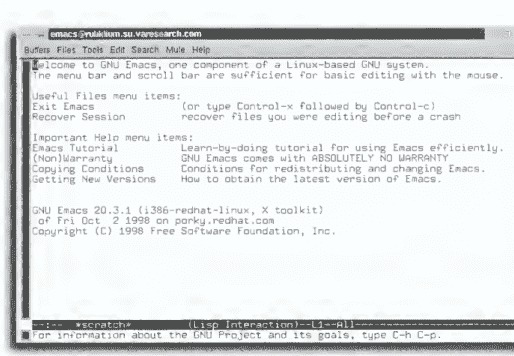 emacs@rubidium.su.varesearch.com
Buffers Files Tools Edit Search Mule Help
Welcome to GNU Emacs, one component of a Linux-based GNU system.
The menu bar and scroll bar are sufficient for basic editing with the mouse.
Useful Files menu items:
Exit Emacs (or type Control-x followed by Control-c)
Recover Session recover files you were editing before a crash
Important Help menu items:
Emacs Tutorial Learn-by-doing tutorial for using Emacs efficiently.
(Non)Warranty GNU Emacs comes with ABSOLUTELY NO WARRANTY
Copying Conditions Conditions for redistributing and changing Emacs.
Getting New Versions How to obtain the latest version of Emacs.
GNU Emacs 20.3.1 (i386-redhat-linux, X toolkit)
of Fri Oct 2 1998 on porky.redhat.com
Copyright (C) 1998 Free Software Foundation, Inc.
--:-- *scratch* (Lisp Interaction)--L1--All----
For information about the GNU Project and its goals, type C-h C-p.